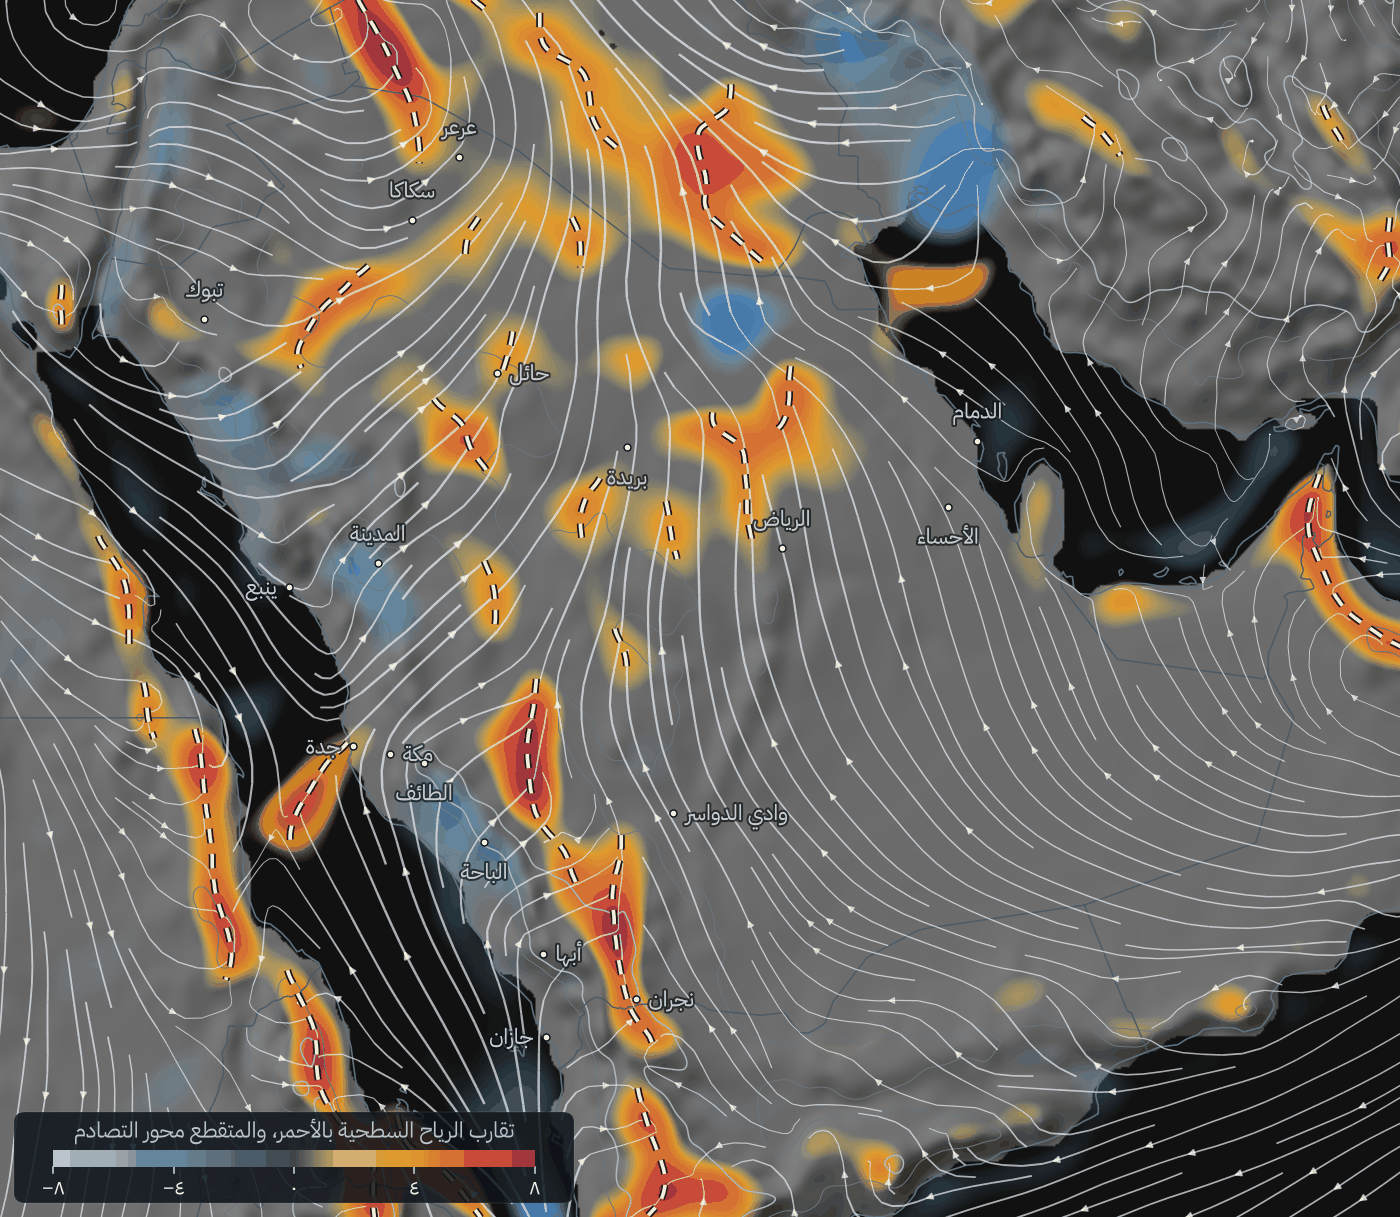 عرعر
سكاكا
تبوك
حائل
الدمام
بريدة
الرياض
الأحساء
المدينة
ينبع
جدة
مكة
الطائف
وادي الدواسر
الباحة
أبها
نجران
جازان
تقارب الرياح السطحية بالأحمر، والمتقطع محور التصادم
−٨ −٤ ٠ ٤ ٨